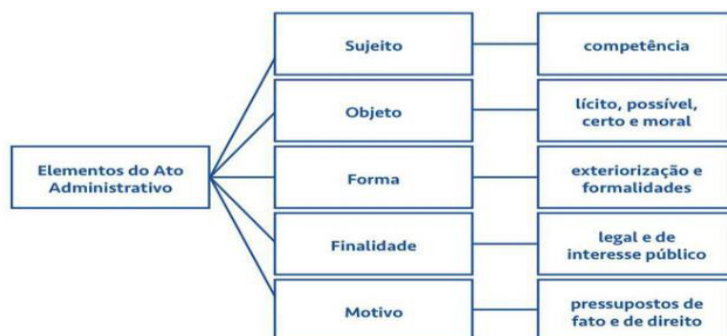 Sujeito
competência
Objeto
lícito, possível,
certo e moral
Elementos do Ato
Administrativo
Forma
exteriorização e
formalidades
Finalidade
legal e de
interesse público
Motivo
pressupostos de
fato e de direito